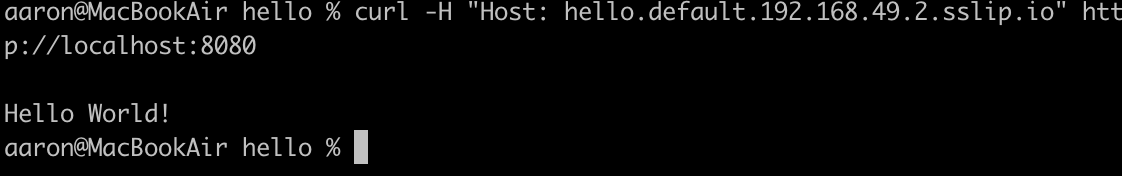 aaron@MacBookAir hello % curl -H "Host: hello.default.192.168.49.2.sslip.io" htt
p://localhost:8080
Hello World!
aaron@MacBookAir hello %